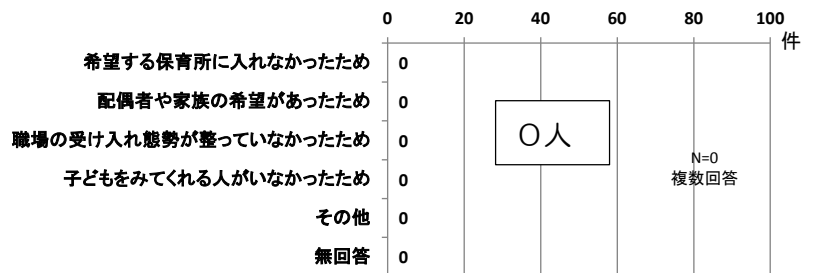 0 20 40 60 80 100
件
希望する保育所に入れなかったため 0
配偶者や家族の希望があったため 0
職場の受け入れ態勢が整っていなかったため 0
子どもをみてくれる人がいなかったため 0
その他 0
無回答 0
０人
N=0
複数回答